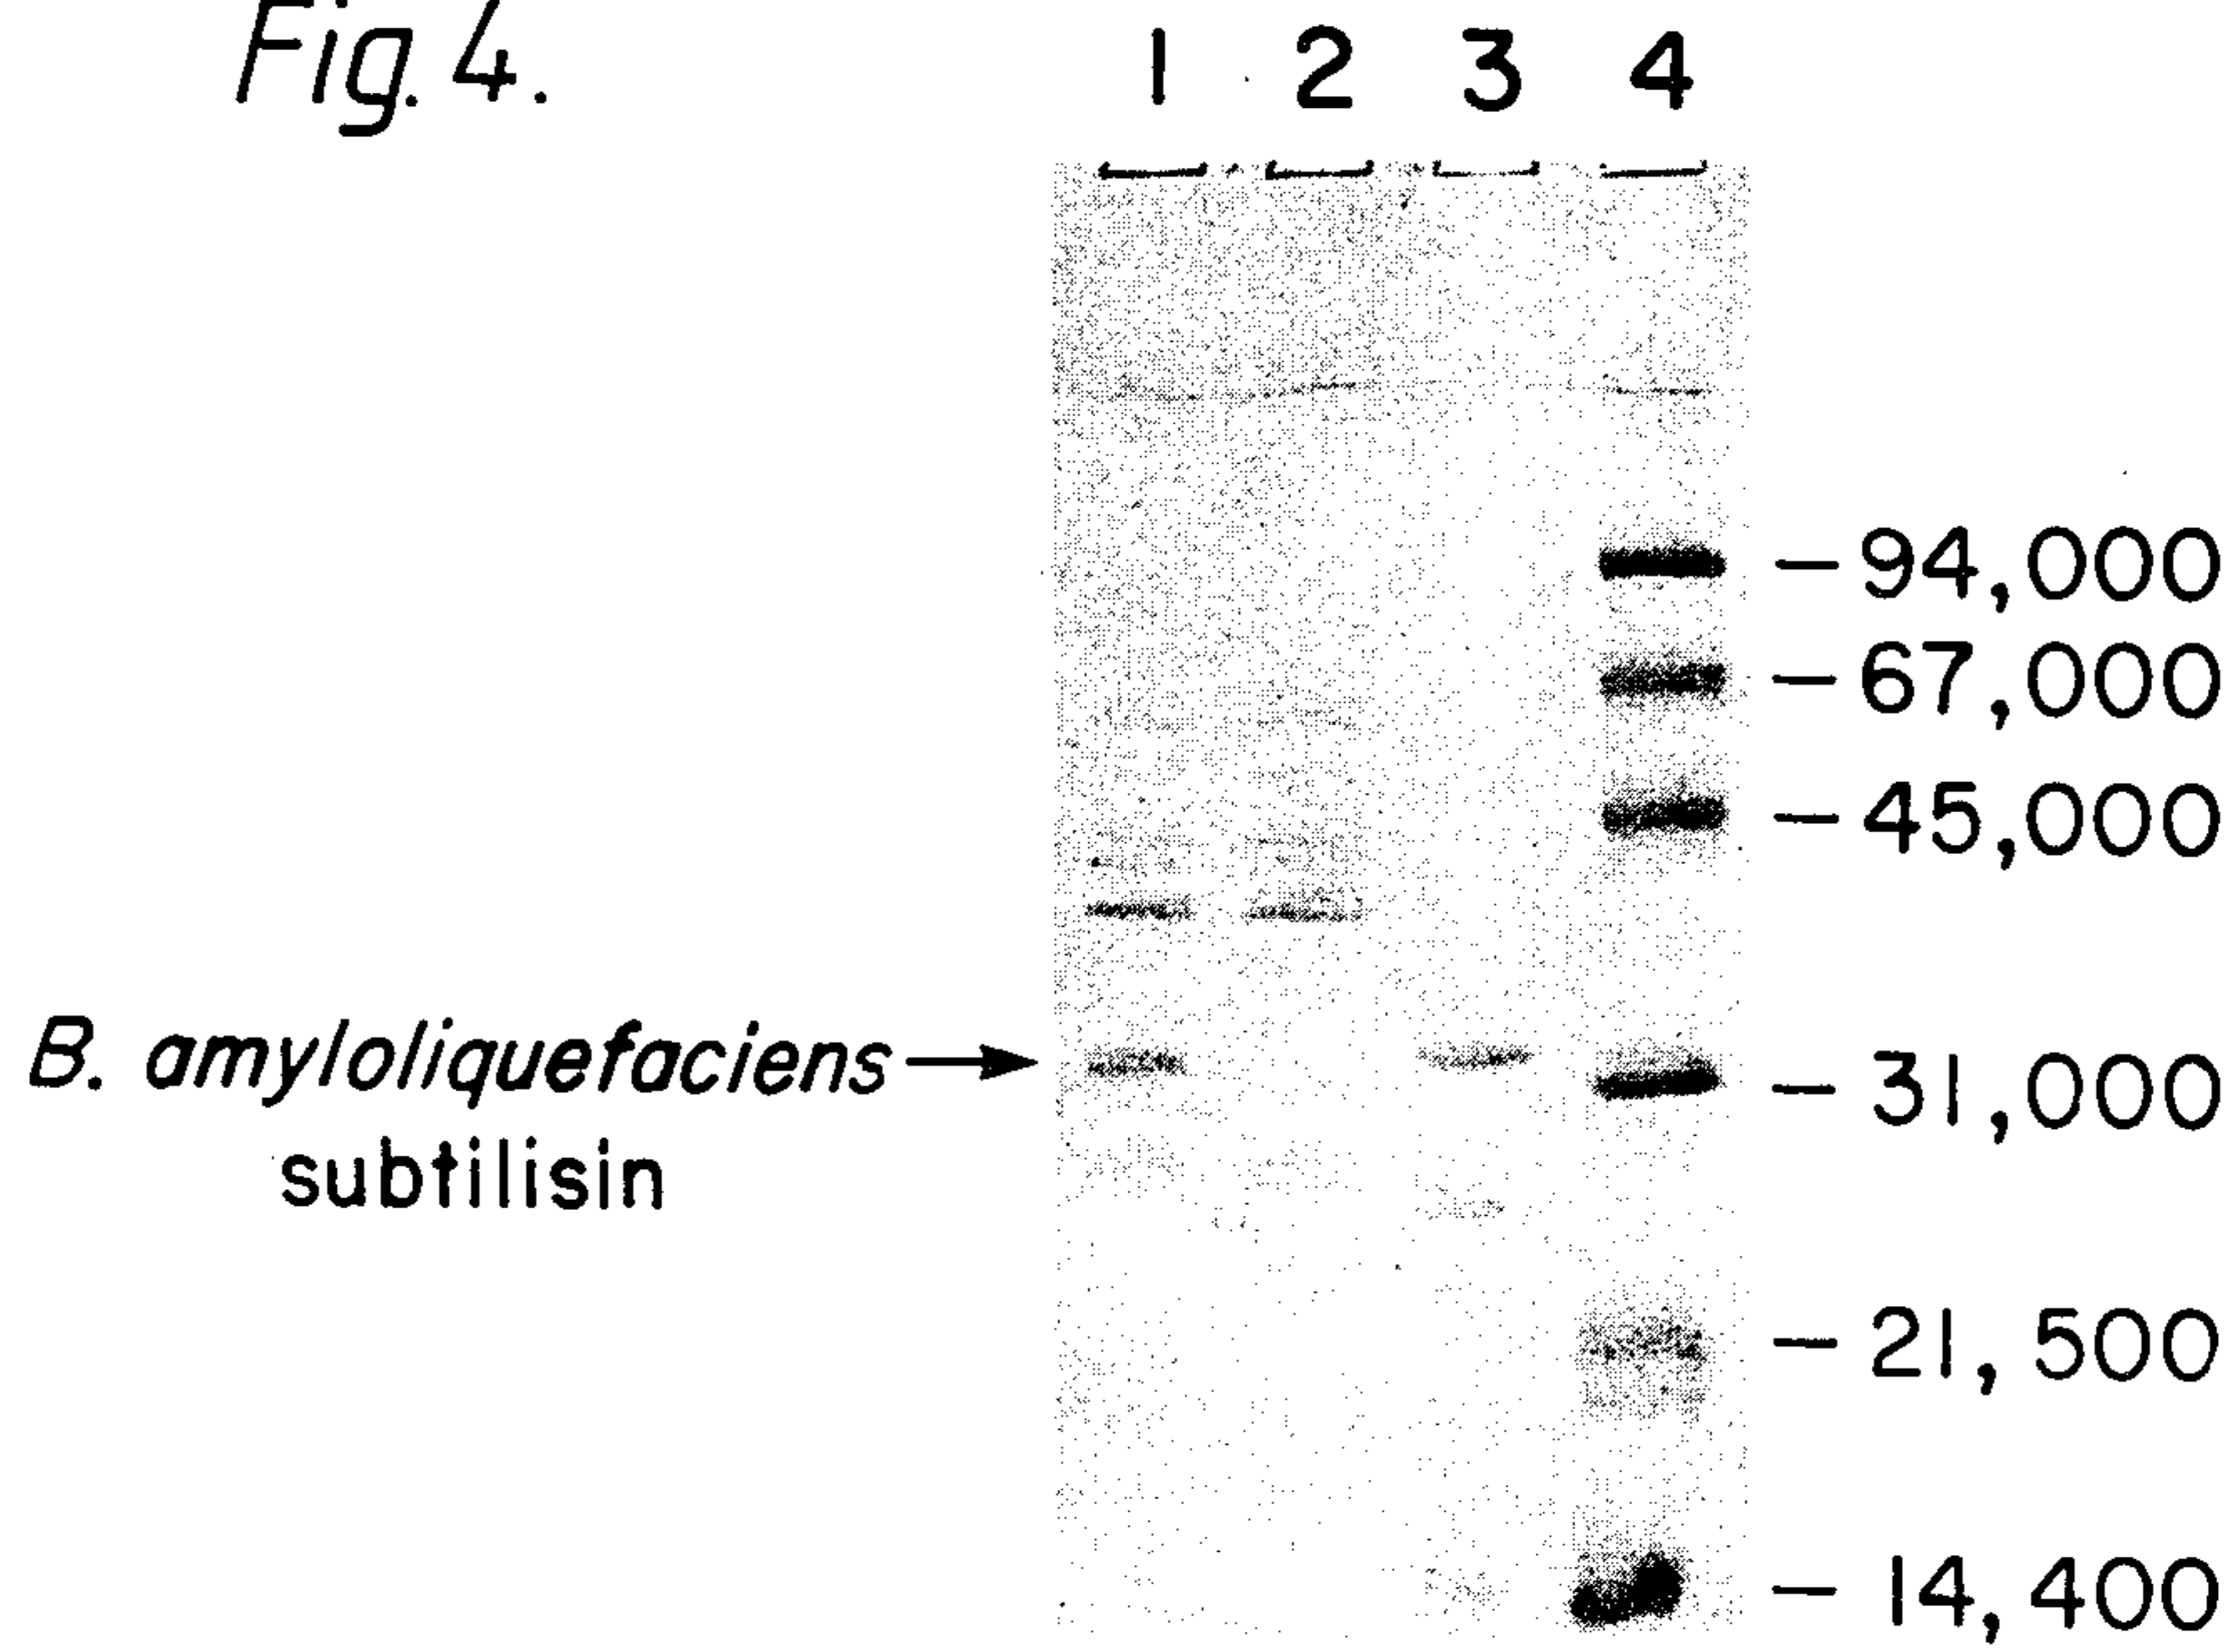 Fig. 4.
1 2 3 4
— 94,000
— 67,000
— 45,000
B. amyloliquefaciens
subtilisin
— 31,000
— 21,500
— 14,400